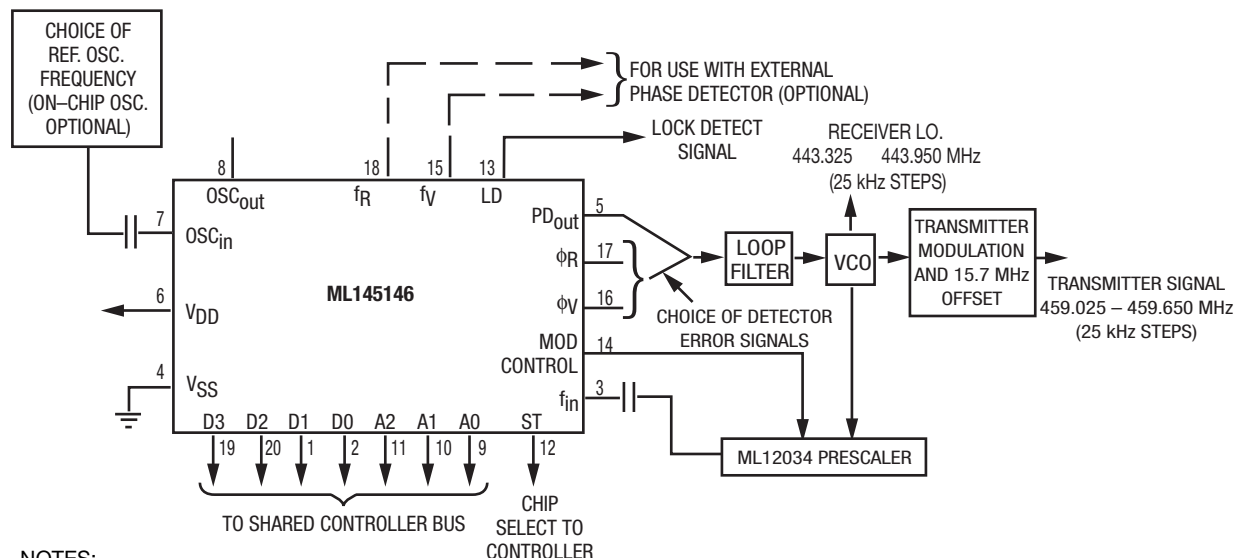 CHOICE OF
REF. OSC.
FREQUENCY
(ON–CHIP OSC.
OPTIONAL)
FOR USE WITH EXTERNAL
PHASE DETECTOR (OPTIONAL)
LOCK DETECT
SIGNAL
RECEIVER LO.
443.325 443.950 MHz
(25 kHz STEPS)
8
18
15
13
OSCout
fR
fV
LD
7
OSCin
PDout
5
ϕR
17
ϕV
16
ML145146
6
VDD
CHOICE OF DETECTOR
ERROR SIGNALS
LOOP
FILTER
VCO
TRANSMITTER
MODULATION
AND 15.7 MHz
OFFSET
TRANSMITTER SIGNAL
459.025 – 459.650 MHz
(25 kHz STEPS)
MOD
CONTROL
14
4
VSS
fin
3
D3 D2 D1 D0 A2 A1 A0 ST
19 20 1 2 11 10 9 12
ML12034 PRESCALER
TO SHARED CONTROLLER BUS
CHIP
SELECT TO
CONTROLLER
NOTES: